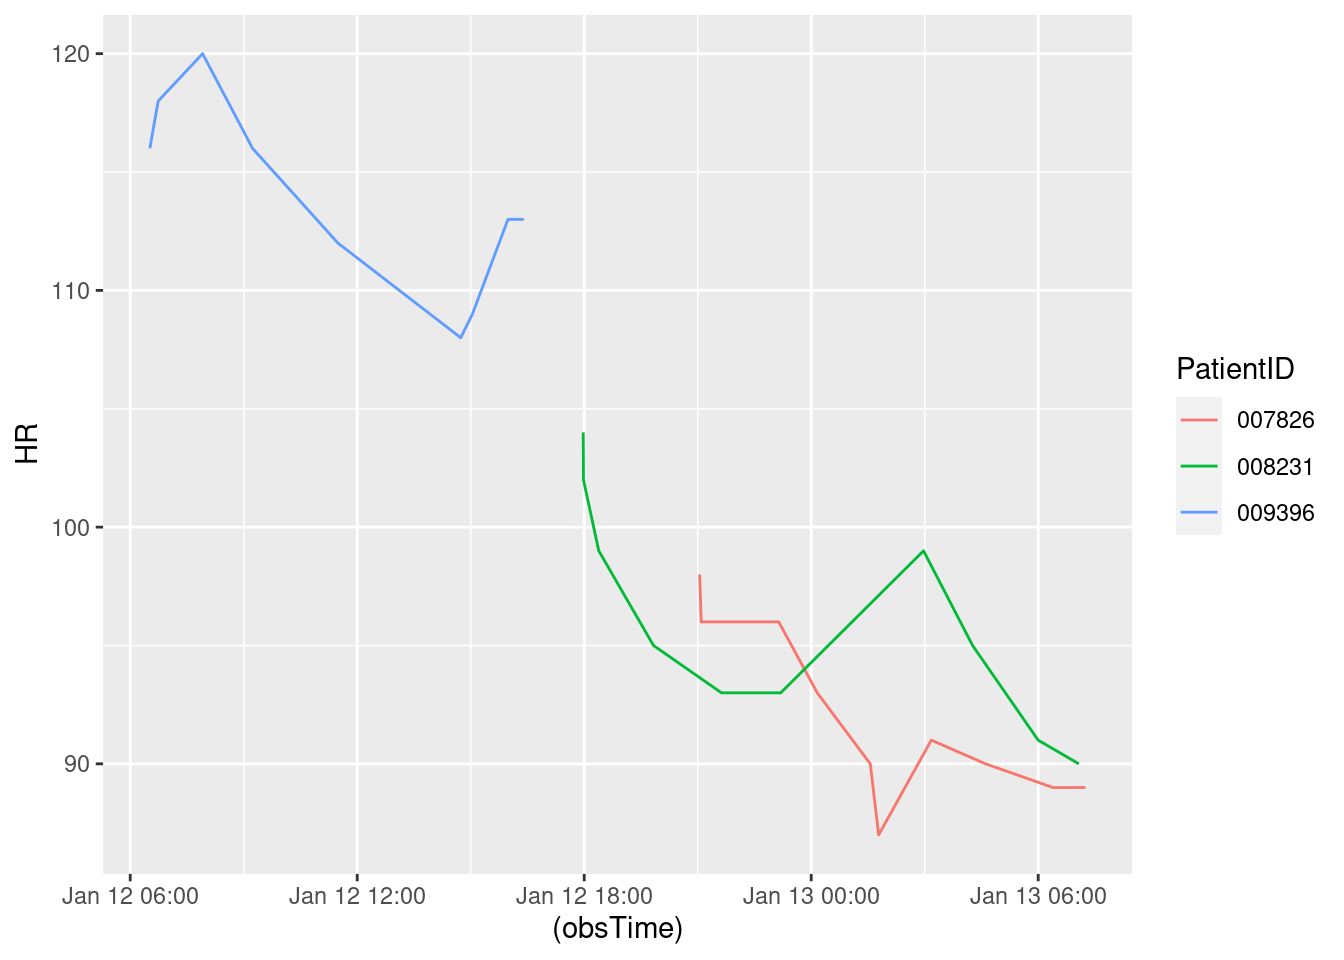 120
110
100
90
HR
Jan 12 06:00
Jan 12 12:00
Jan 12 18:00
Jan 13 00:00
Jan 13 06:00
(obsTime)
PatientID
007826
008231
009396